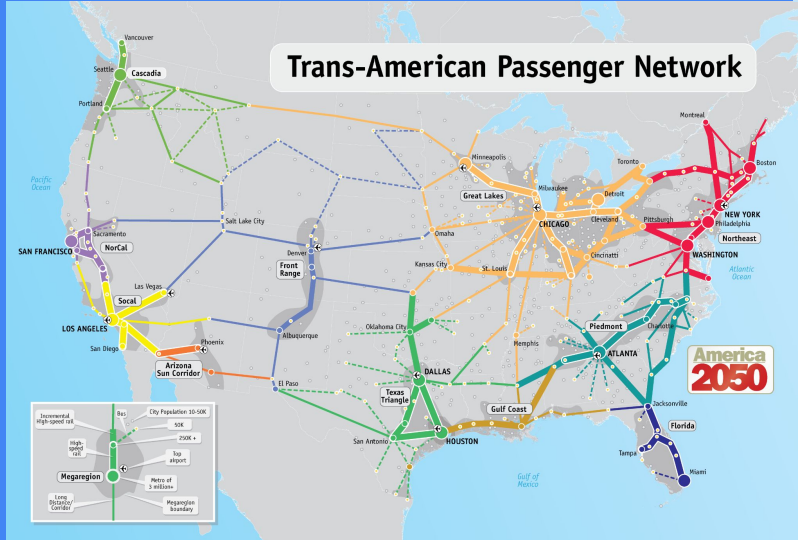 Trans-American Passenger Network
Vancouver
Seattle
Cascadia
Portland
Pacific
Ocean
Sacramento
SAN FRANCISCO
NorCal
Salt Lake City
Las Vegas
Socal
LOS ANGELES
San Diego
Phoenix
Arizona
Sun Corridor
Denver
Front
Range
Albuquerque
El Paso
Minneapolis
Great Lakes
Milwaukee
CHICAGO
Detroit
Toronto
Cleveland
Pittsburgh
Cincinatti
Omaha
Kansas City
St. Louis
Montreal
Boston
NEW YORK
Philadelphia
Northeast
WASHINGTON
Atlantic
Ocean
Oklahoma City
Memphis
Piedmont
Charlotte
ATLANTA
DALLAS
Texas
Triangle
Gulf Coast
San Antonio
HOUSTON
Jacksonville
Florida
Tampa
Miami
Gulf of
Mexico
America
2050
Incremental
High-speed rail
Bus
City Population 10-50K
50K
250K +
High-
speed
rail
Top
airport
Megaregion
Metro of
3 million+
Long
Distance/
Corridor
Megaregion
boundary